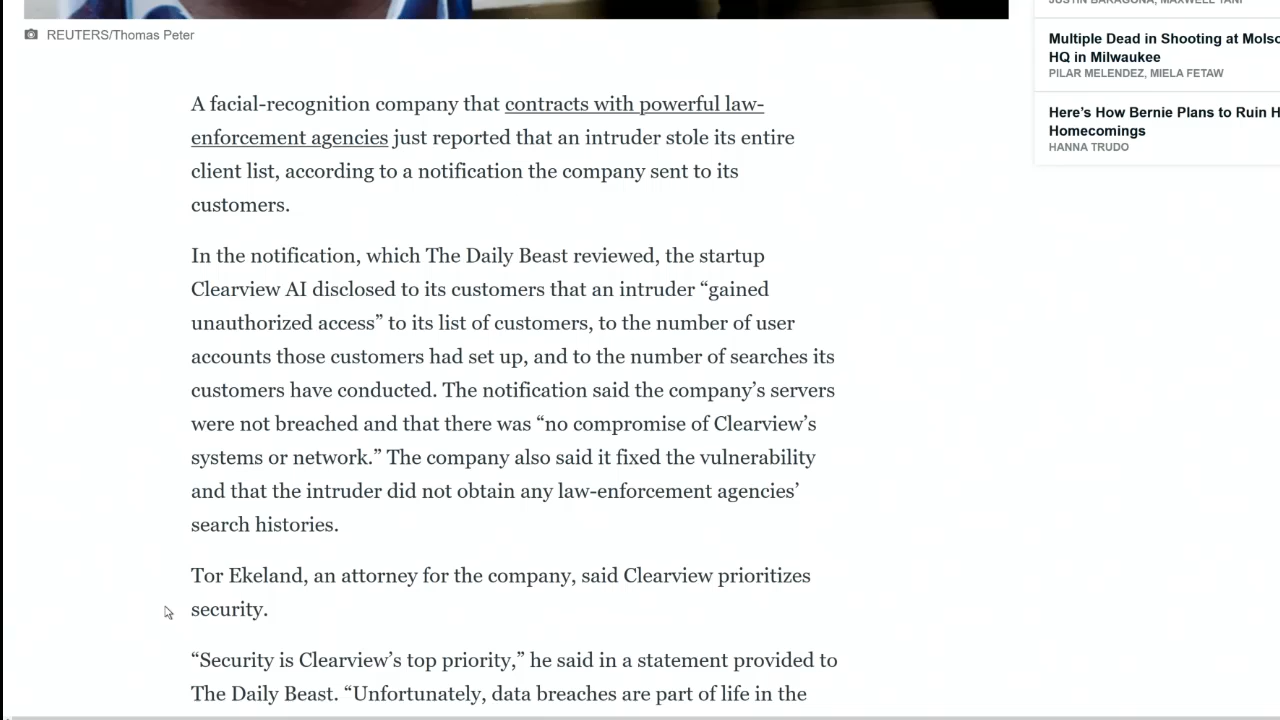 REUTERS/Thomas Peter
A facial-recognition company that contracts with powerful law-
enforcement agencies just reported that an intruder stole its entire
client list, according to a notification the company sent to its
customers.
In the notification, which The Daily Beast reviewed, the startup
Clearview AI disclosed to its customers that an intruder “gained
unauthorized access” to its list of customers, to the number of user
accounts those customers had set up, and to the number of searches its
customers have conducted. The notification said the company’s servers
were not breached and that there was “no compromise of Clearview’s
systems or network.” The company also said it fixed the vulnerability
and that the intruder did not obtain any law-enforcement agencies’
search histories.
Tor Ekeland, an attorney for the company, said Clearview prioritizes
security.
“Security is Clearview’s top priority,” he said in a statement provided to
The Daily Beast. “Unfortunately, data breaches are part of life in the
JUSTIN BARAGONA, MAXWELL TANI
Multiple Dead in Shooting at
HQ in Milwaukee
PILAR MELENDEZ, MIELA FETAW
Here’s How Bernie Plans to Ruin
Homecomings
HANNA TRUDO